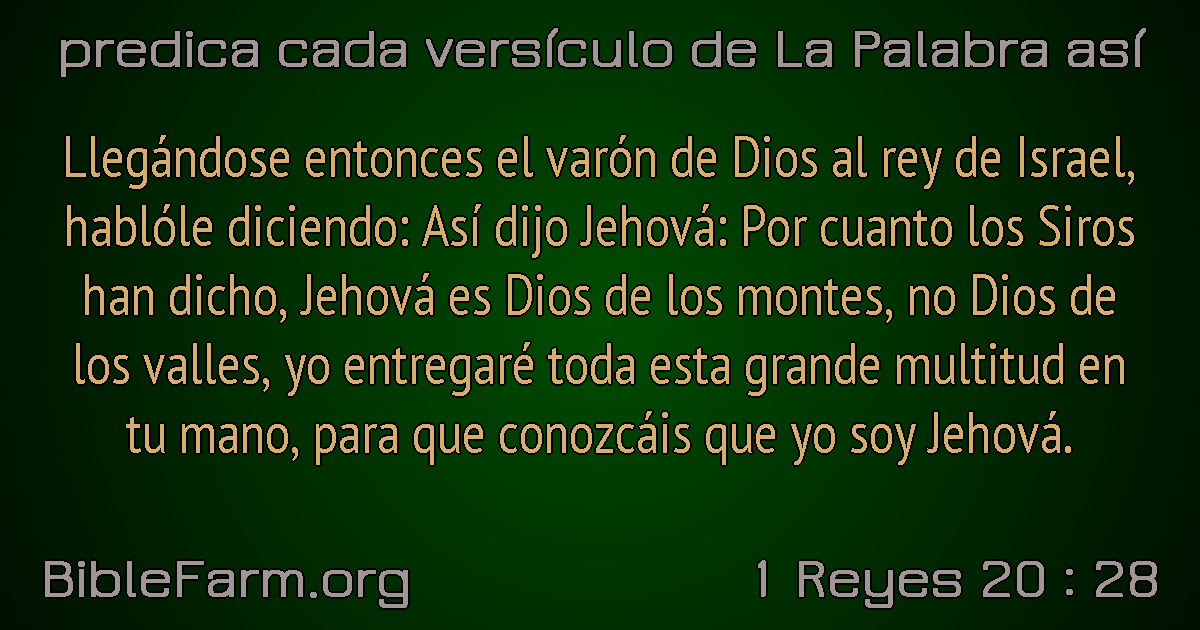 predica cada versículo de La Palabra así
Llegándose entonces el varón de Dios al rey de Israel,
hablóle diciendo: Así dijo Jehová: Por cuanto los Siros
han dicho, Jehová es Dios de los montes, no Dios de
los valles, yo entregaré toda esta grande multitud en
tu mano, para que conozcáis que yo soy Jehová.
BibleFarm.org
1 Reyes 20 : 28